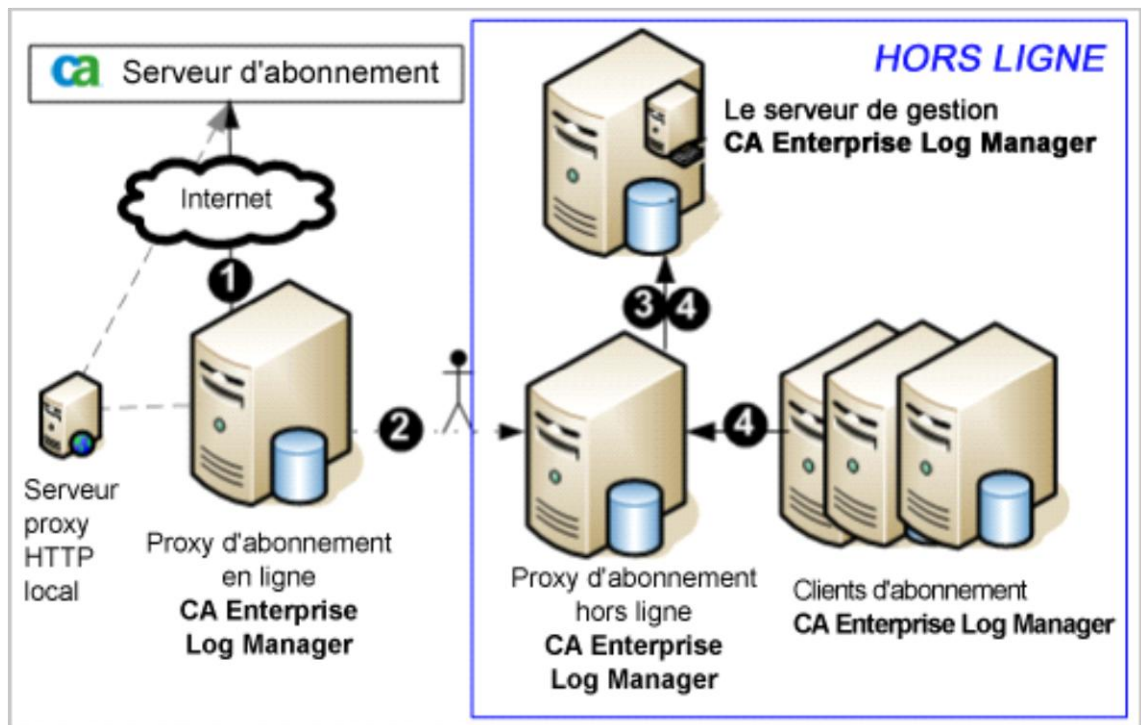 ca Serveur d'abonnement
HORS LIGNE
Le serveur de gestion
CA Enterprise Log Manager
Internet
1
3 4
2
4
Serveur
proxy
HTTP
local
Proxy d'abonnement
en ligne
CA Enterprise
Log Manager
Proxy d'abonnement
hors ligne
CA Enterprise
Log Manager
Clients d'abonnement
CA Enterprise Log Manager